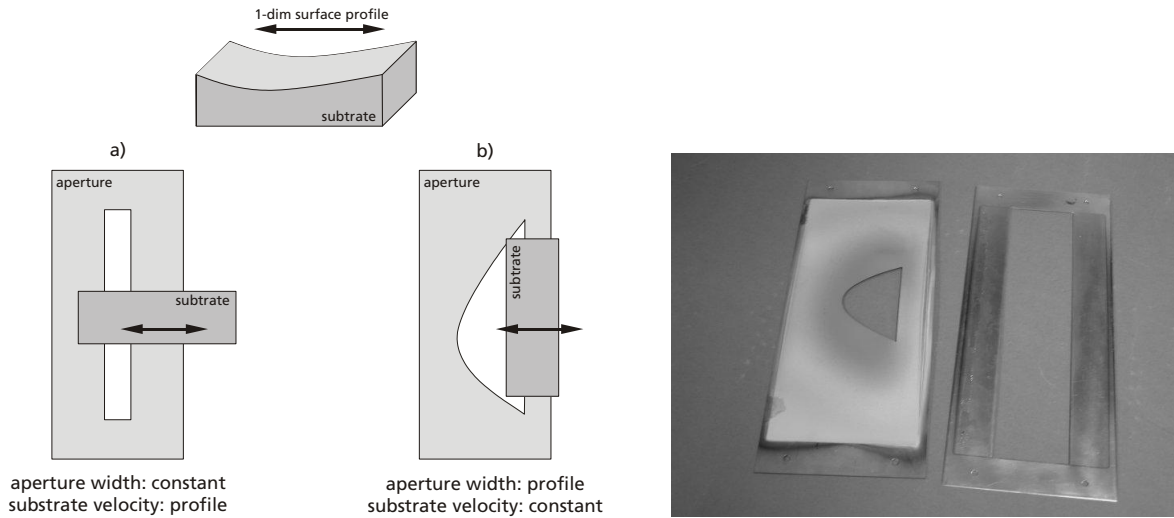 1-dim surface profile
subtrate
a)
aperture
subtrate
aperture width: constant
substrate velocity: profile
b)
aperture
subtrate
aperture width: profile
substrate velocity: constant